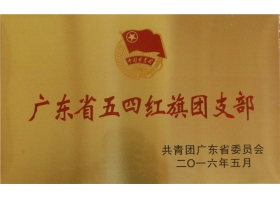 广东省五四红旗团支部
共青团广东省委员会
二〇一六年五月